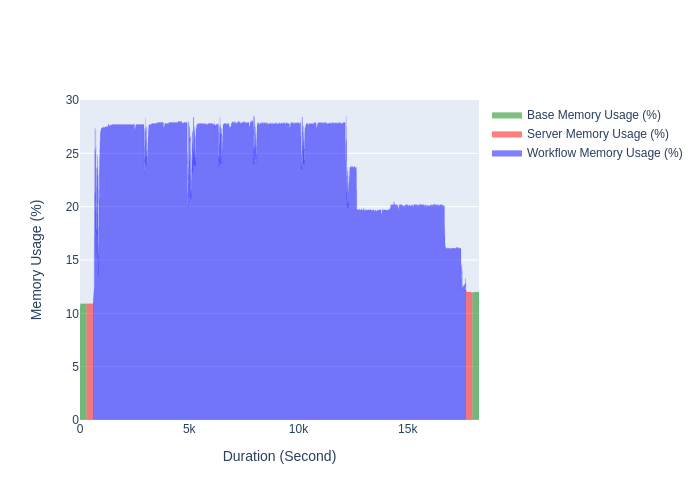 30
25
20
15
10
5
0
0
5k
10k
15k
Memory Usage (%)
Duration (Second)
Base Memory Usage (%)
Server Memory Usage (%)
Workflow Memory Usage (%)